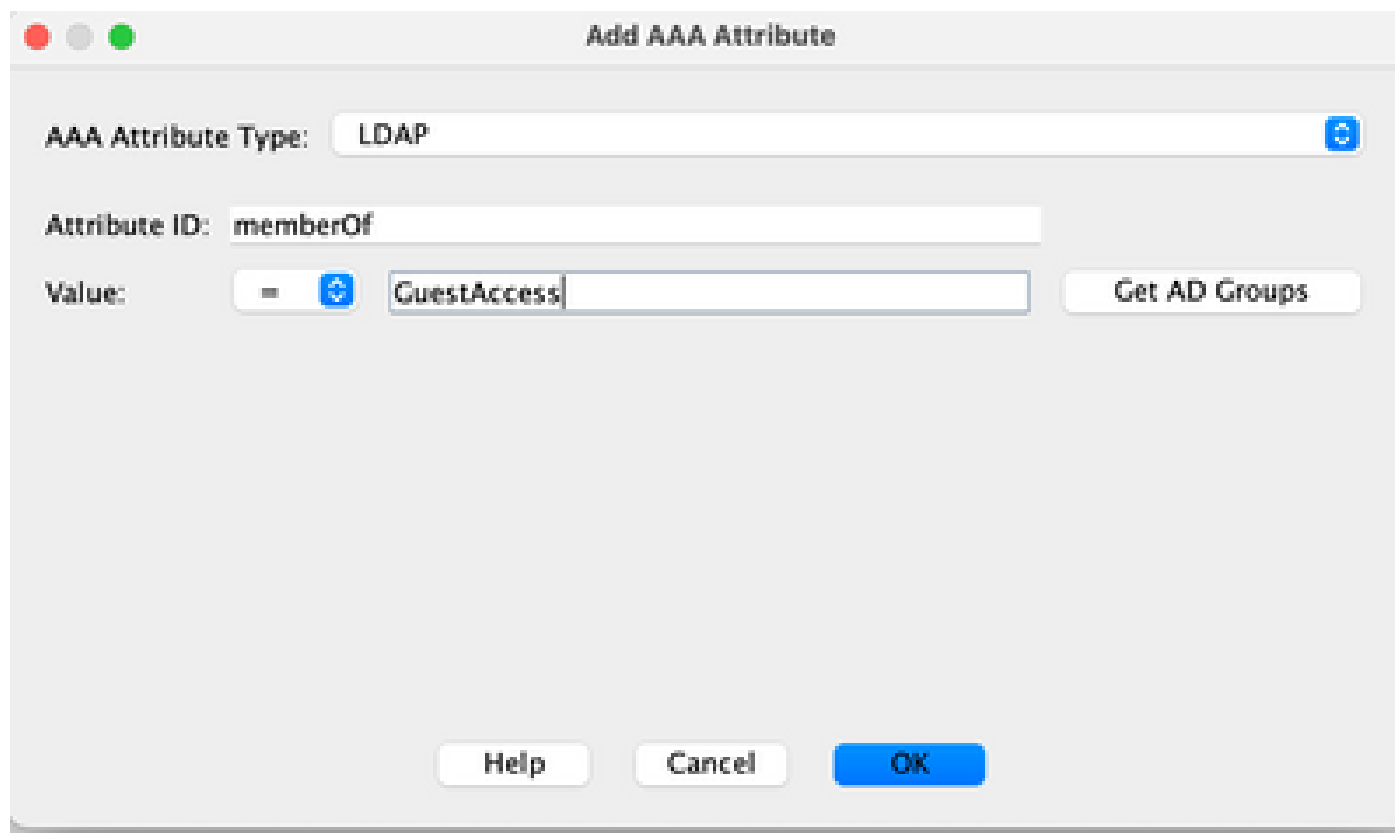 Add AAA Attribute
AAA Attribute Type: LDAP
Attribute ID: memberOf
Value: = GuestAccess Get AD Groups
Help Cancel OK